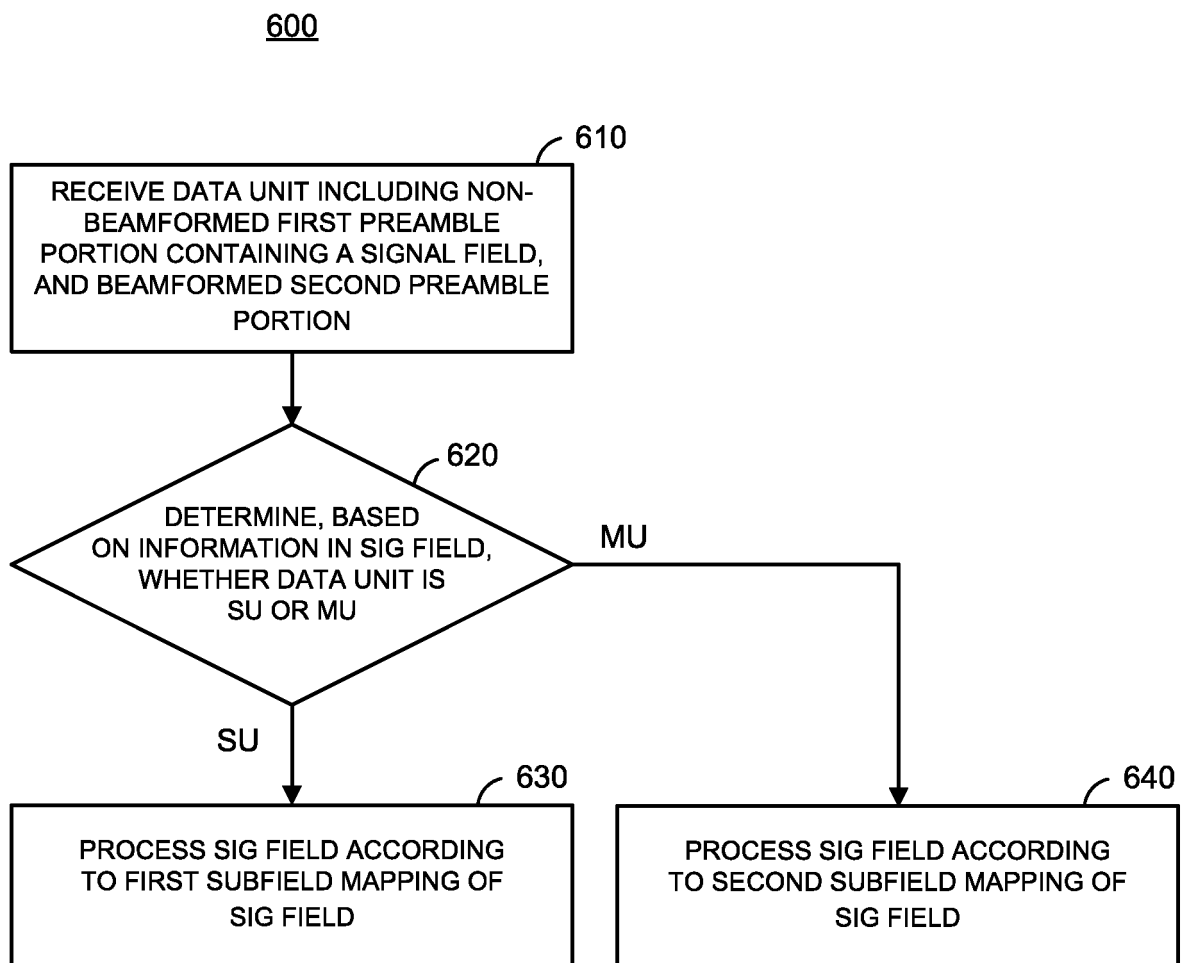 600
610
RECEIVE DATA UNIT INCLUDING NON-
BEAMFORMED FIRST PREAMBLE
PORTION CONTAINING A SIGNAL FIELD,
AND BEAMFORMED SECOND PREAMBLE
PORTION
620
DETERMINE, BASED
ON INFORMATION IN SIG FIELD,
WHETHER DATA UNIT IS
SU OR MU
MU
SU
630
PROCESS SIG FIELD ACCORDING
TO FIRST SUBFIELD MAPPING OF
SIG FIELD
640
PROCESS SIG FIELD ACCORDING
TO SECOND SUBFIELD MAPPING OF
SIG FIELD